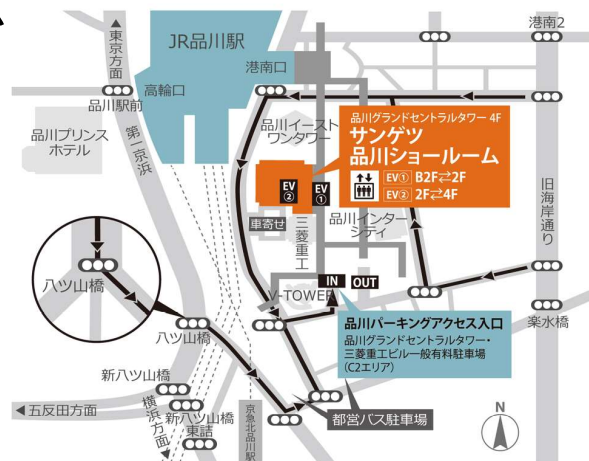 JR品川駅
港南2
▲東京方面
港南口
高輪口
品川駅前
品川プリンス
ホテル
第一京浜
品川イースト
ワンタワー
品川グランドセントラルタワー 4F
サンゲツ
品川ショールーム
EV① B2F⇄2F
EV② 2F⇄4F
EV
②
EV
①
旧海岸通り
車寄せ
三菱重工
品川インター
シティ
IN
OUT
V-TOWER
八ツ山橋
八ツ山橋
楽水橋
品川パーキングアクセス入口
品川グランドセントラルタワー・
三菱重工ビル一般有料駐車場
(C2エリア)
新八ツ山橋
◀五反田方面
横浜方面▼
新八ツ山橋
東詰
京急北品川駅
都営バス駐車場
N